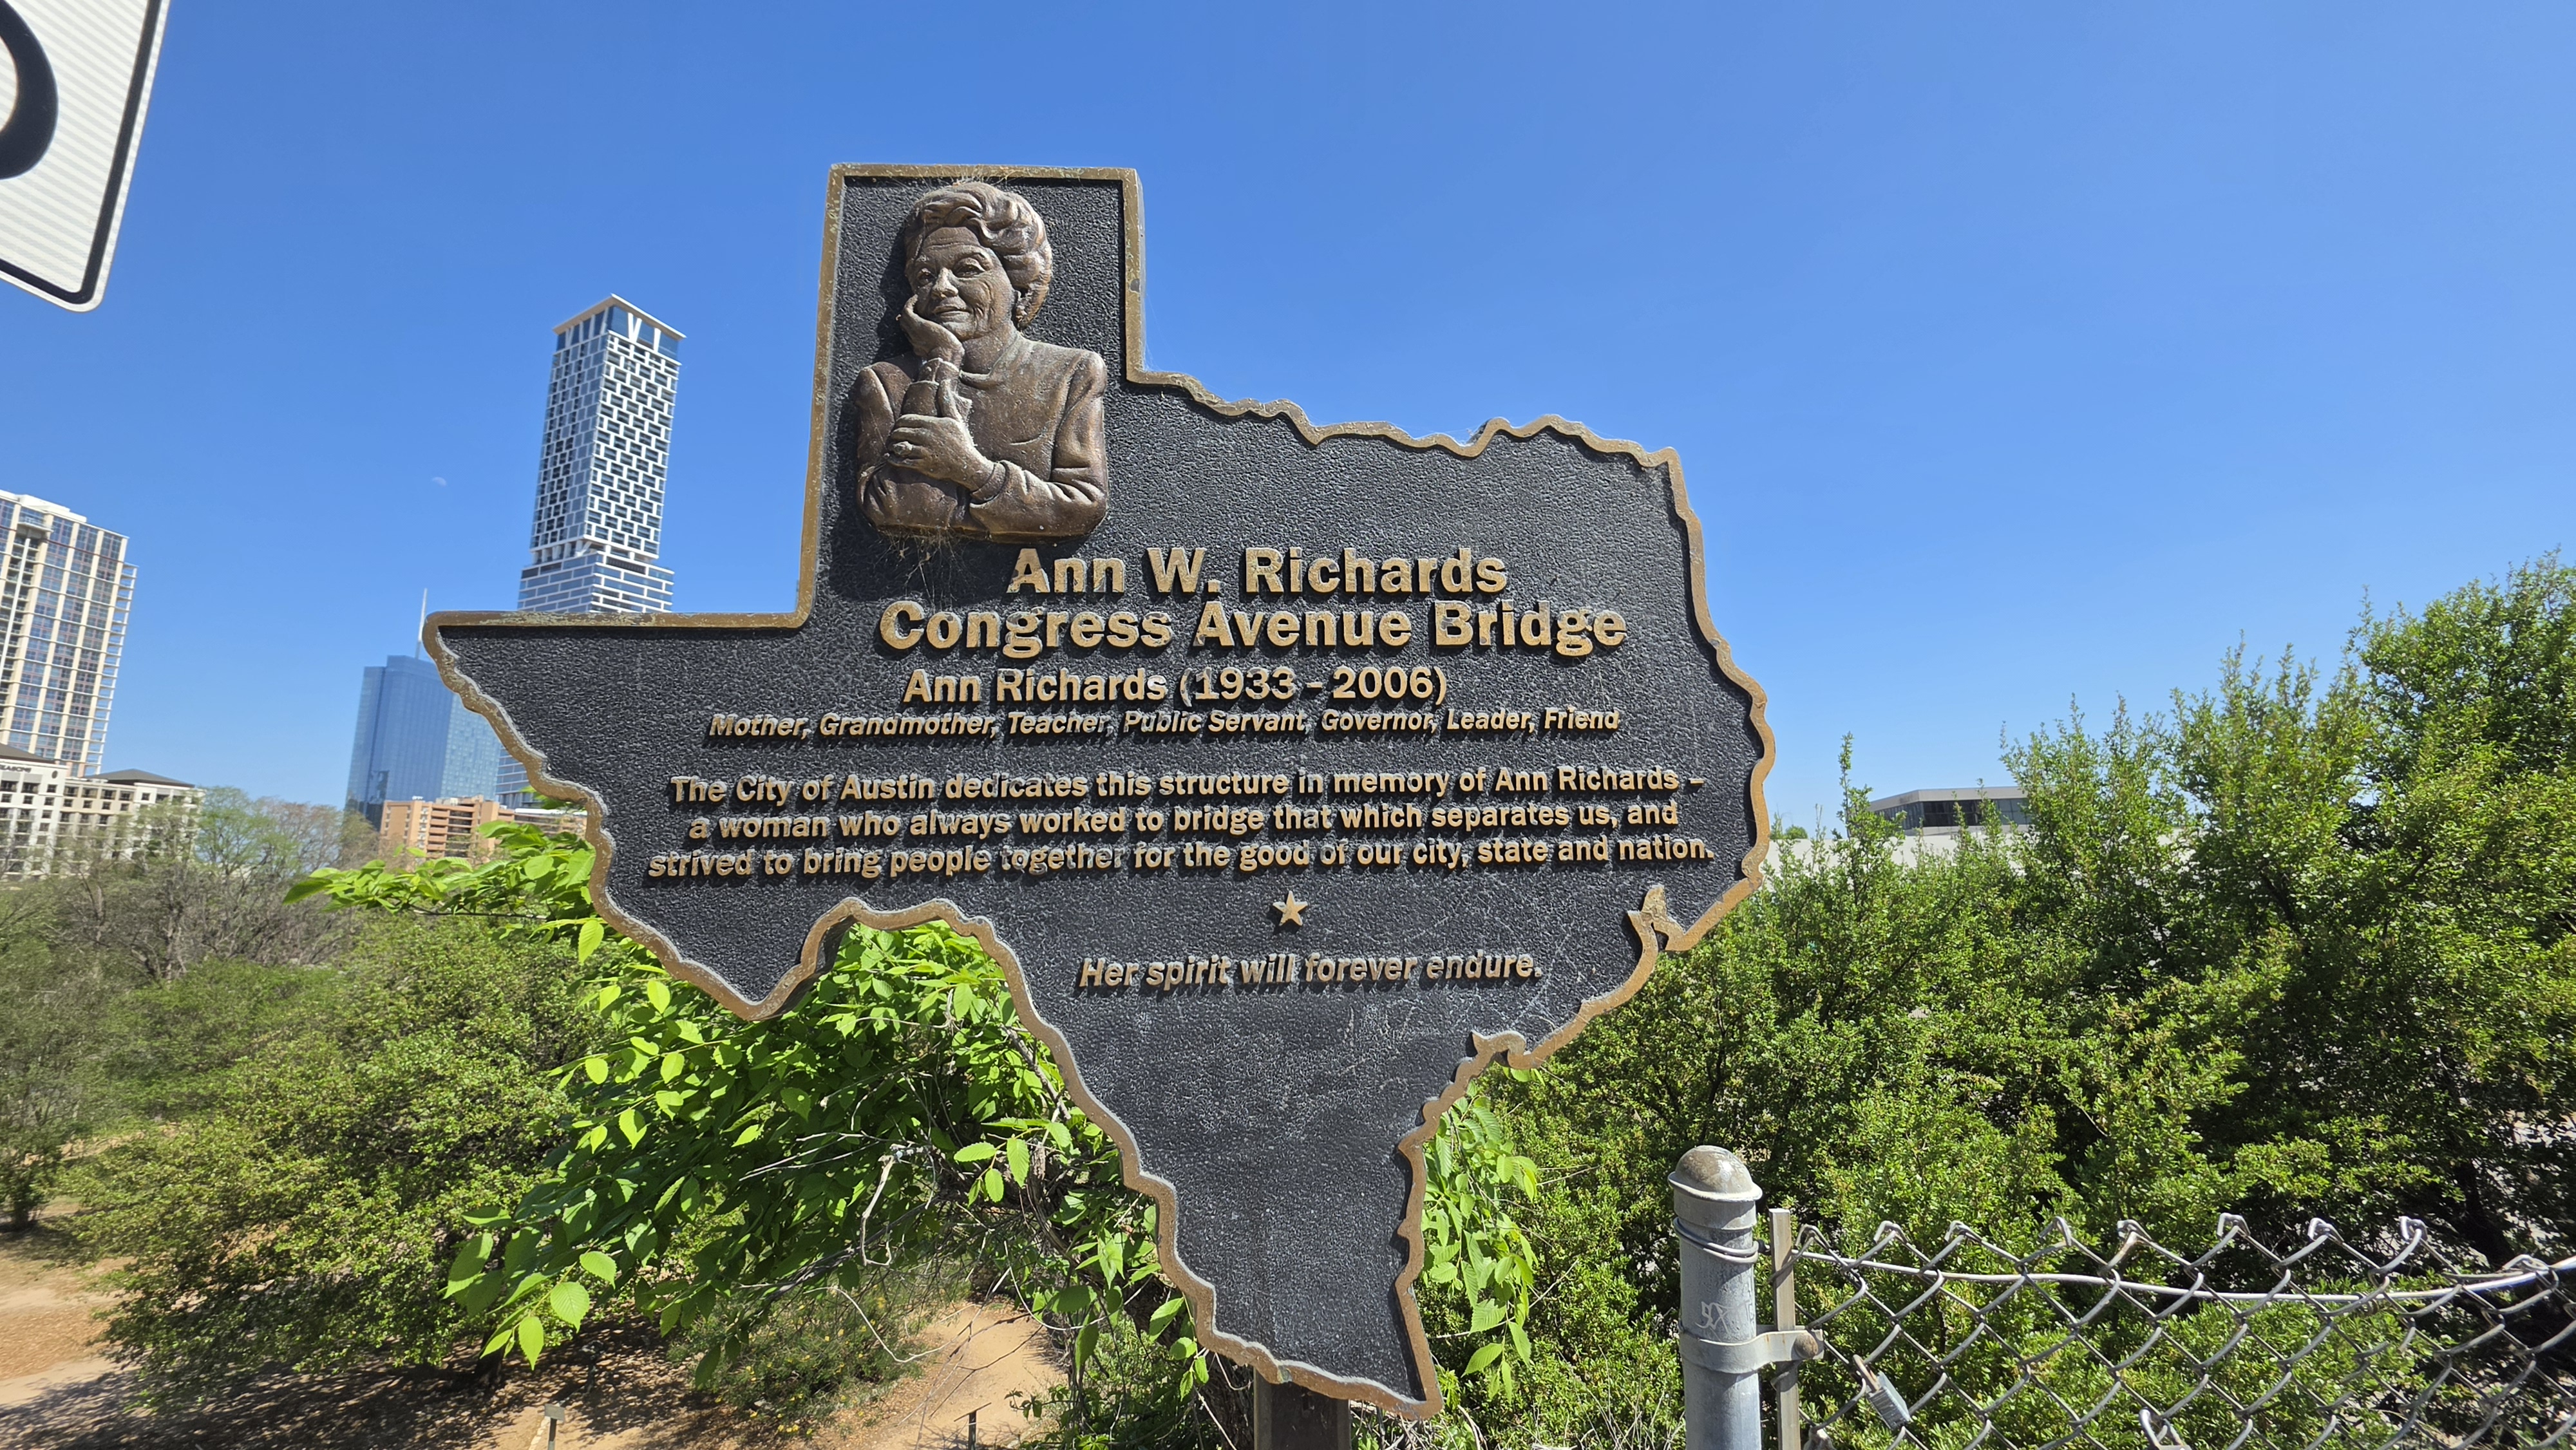 Ann W. Richards
Congress Avenue Bridge
Ann Richards (1933 – 2006)
Mother, Grandmother, Teacher, Public Servant, Governor, Leader, Friend
The City of Austin dedicates this structure in memory of Ann Richards –
a woman who always worked to bridge that which separates us, and
strived to bring people together for the good of our city, state and nation.
Her spirit will forever endure.